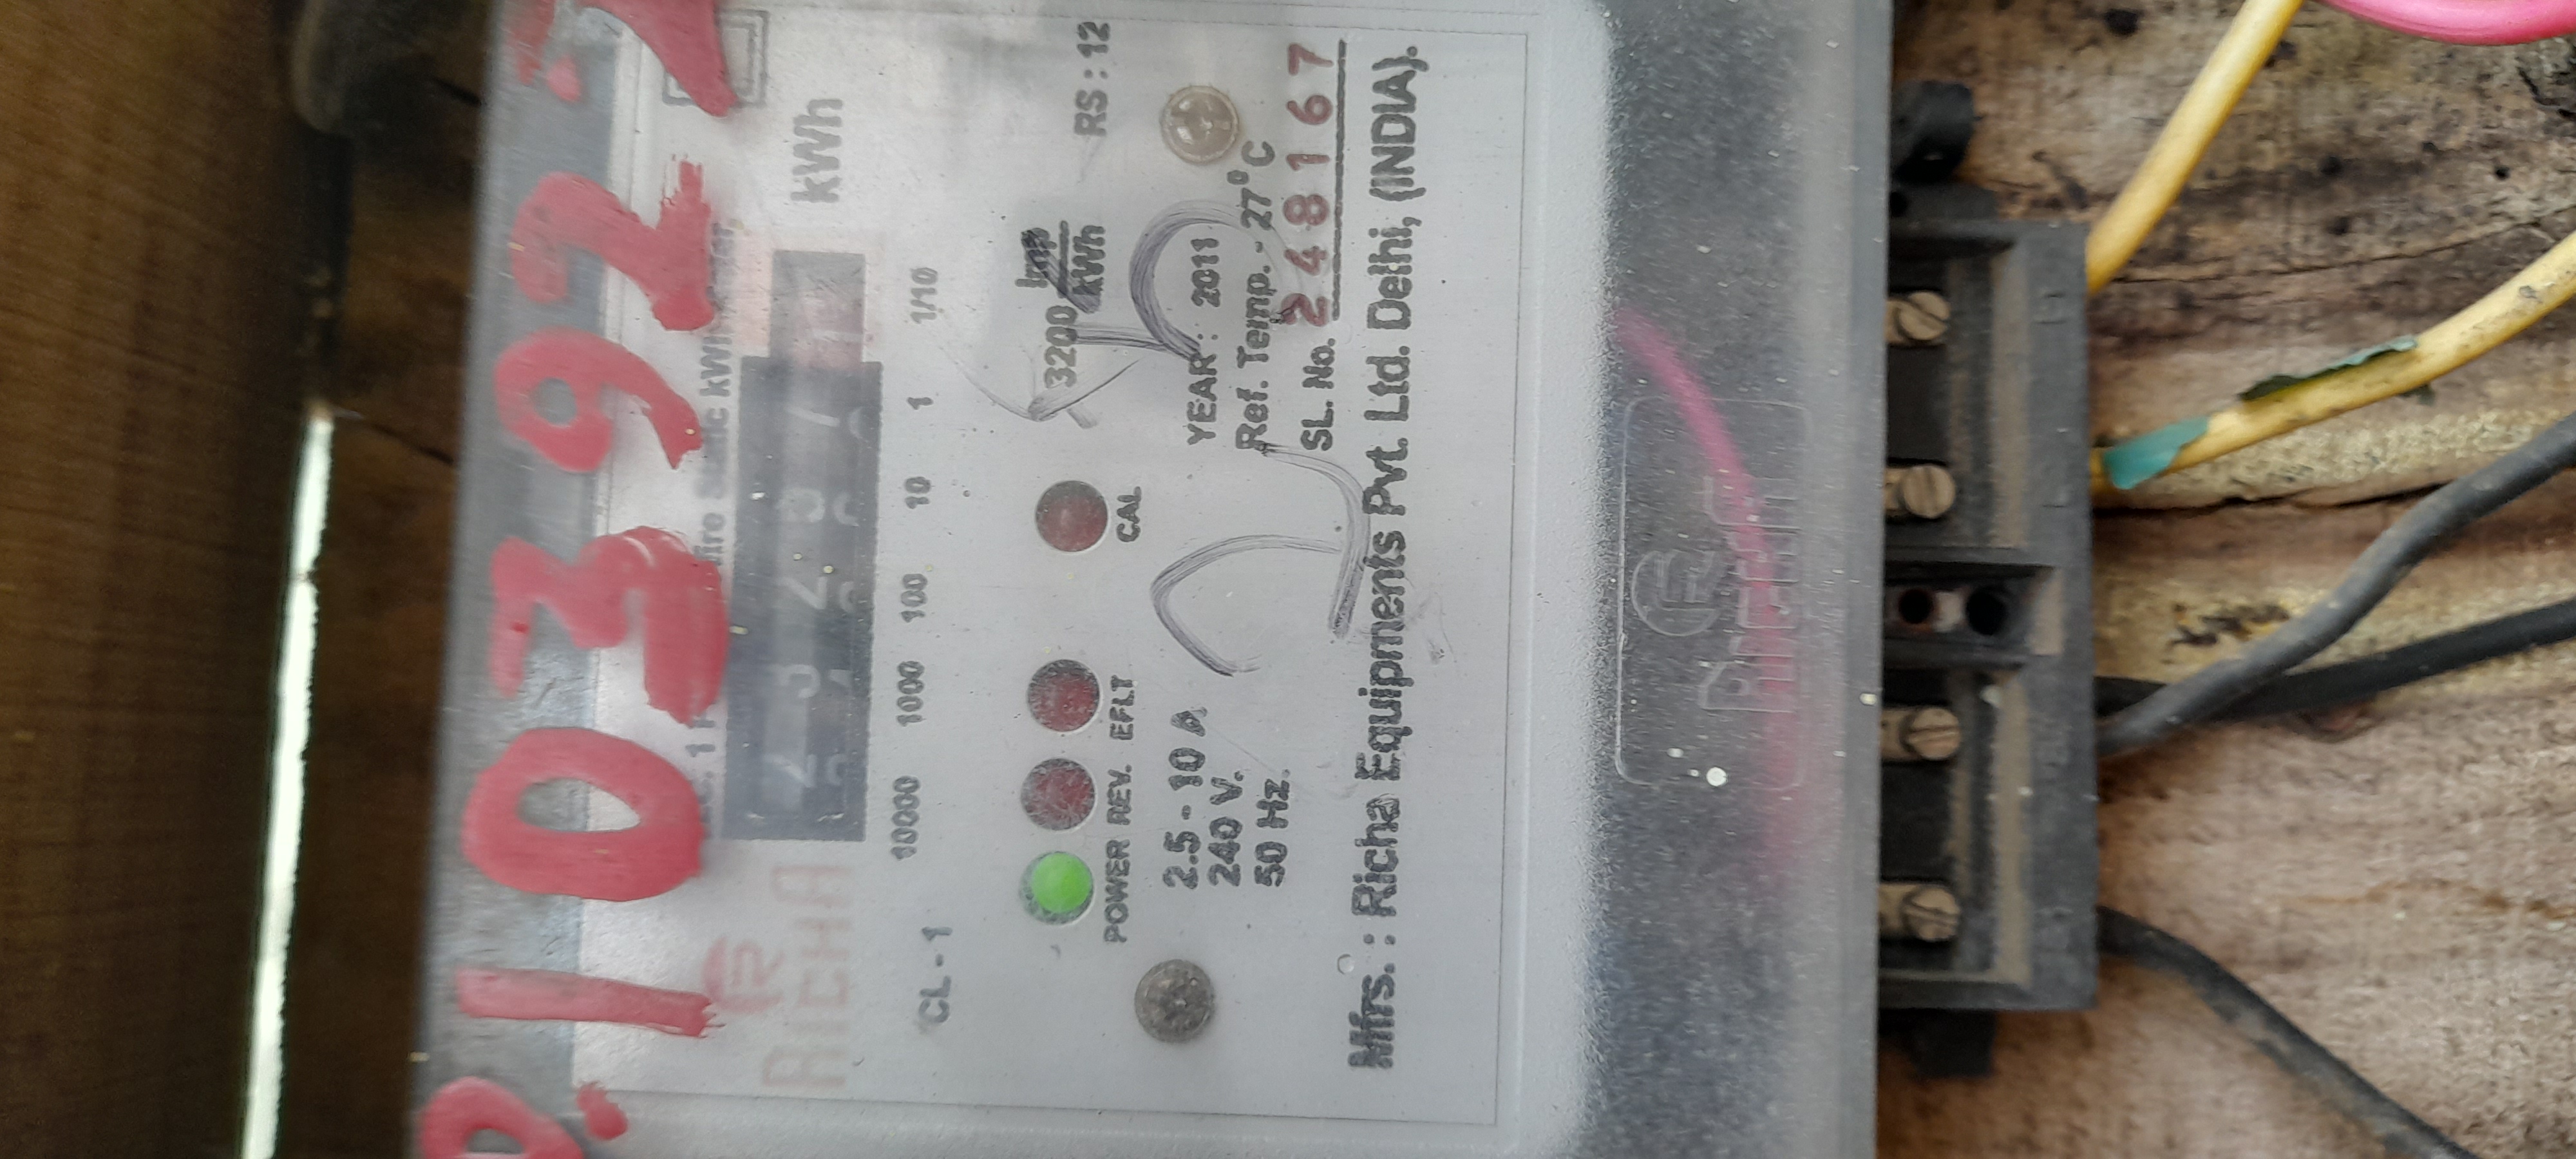 P. 10392
kWh
RICHA
10000 1000 100 10 1 1/10
CL - 1
3200 Imp/kWh
RS : 12
POWER REV. EFLT CAL
2.5 - 10 A
240 V.
50 Hz.
YEAR : 2011
Ref. Temp. - 27°C
SL. No. 248167
Mfrs. : Richa Equipments Pvt. Ltd. Delhi, (INDIA).